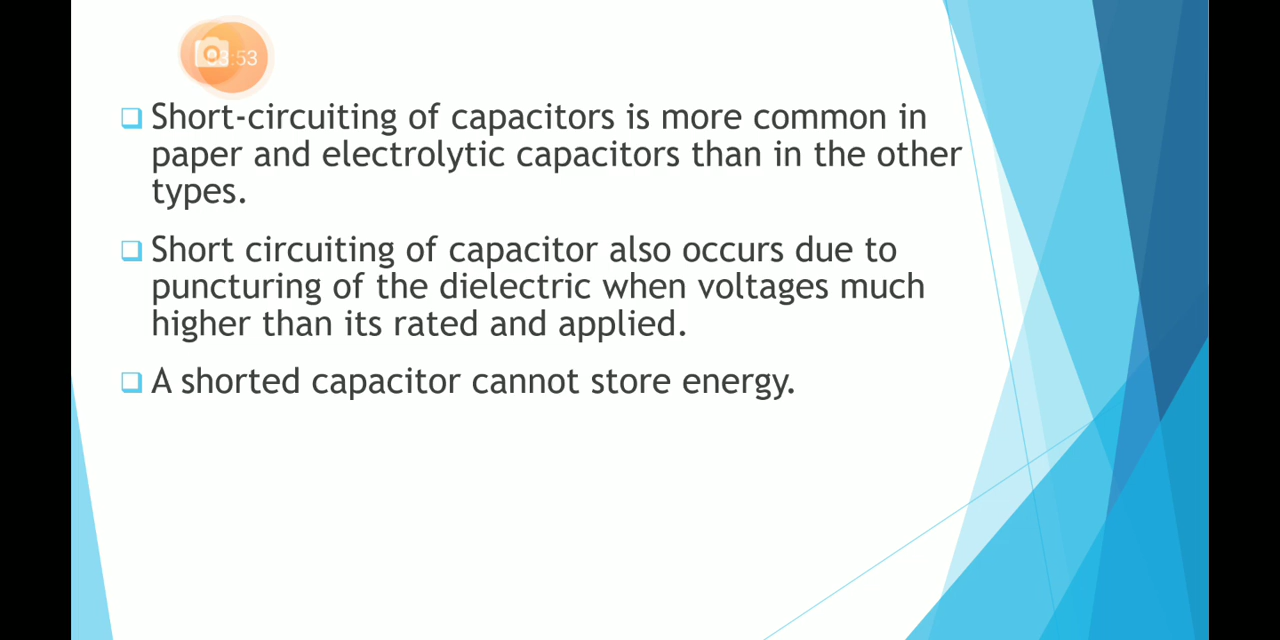 Short-circuiting of capacitors is more common in
paper and electrolytic capacitors than in the other
types.
Short circuiting of capacitor also occurs due to
puncturing of the dielectric when voltages much
higher than its rated and applied.
A shorted capacitor cannot store energy.